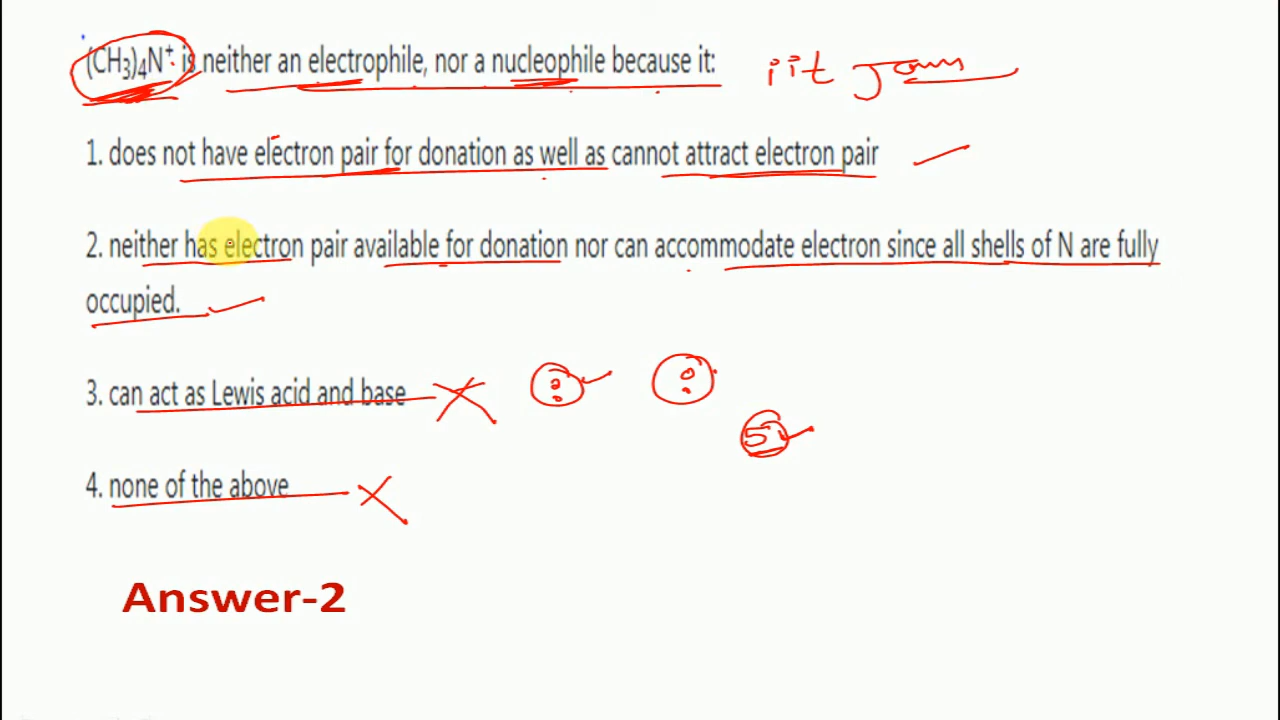 (CH3)4N+ is neither an electrophile, nor a nucleophile because it: iit Jam
1. does not have electron pair for donation as well as cannot attract electron pair
2. neither has electron pair available for donation nor can accommodate electron since all shells of N are fully
occupied.
3. can act as Lewis acid and base
4. none of the above
Answer-2